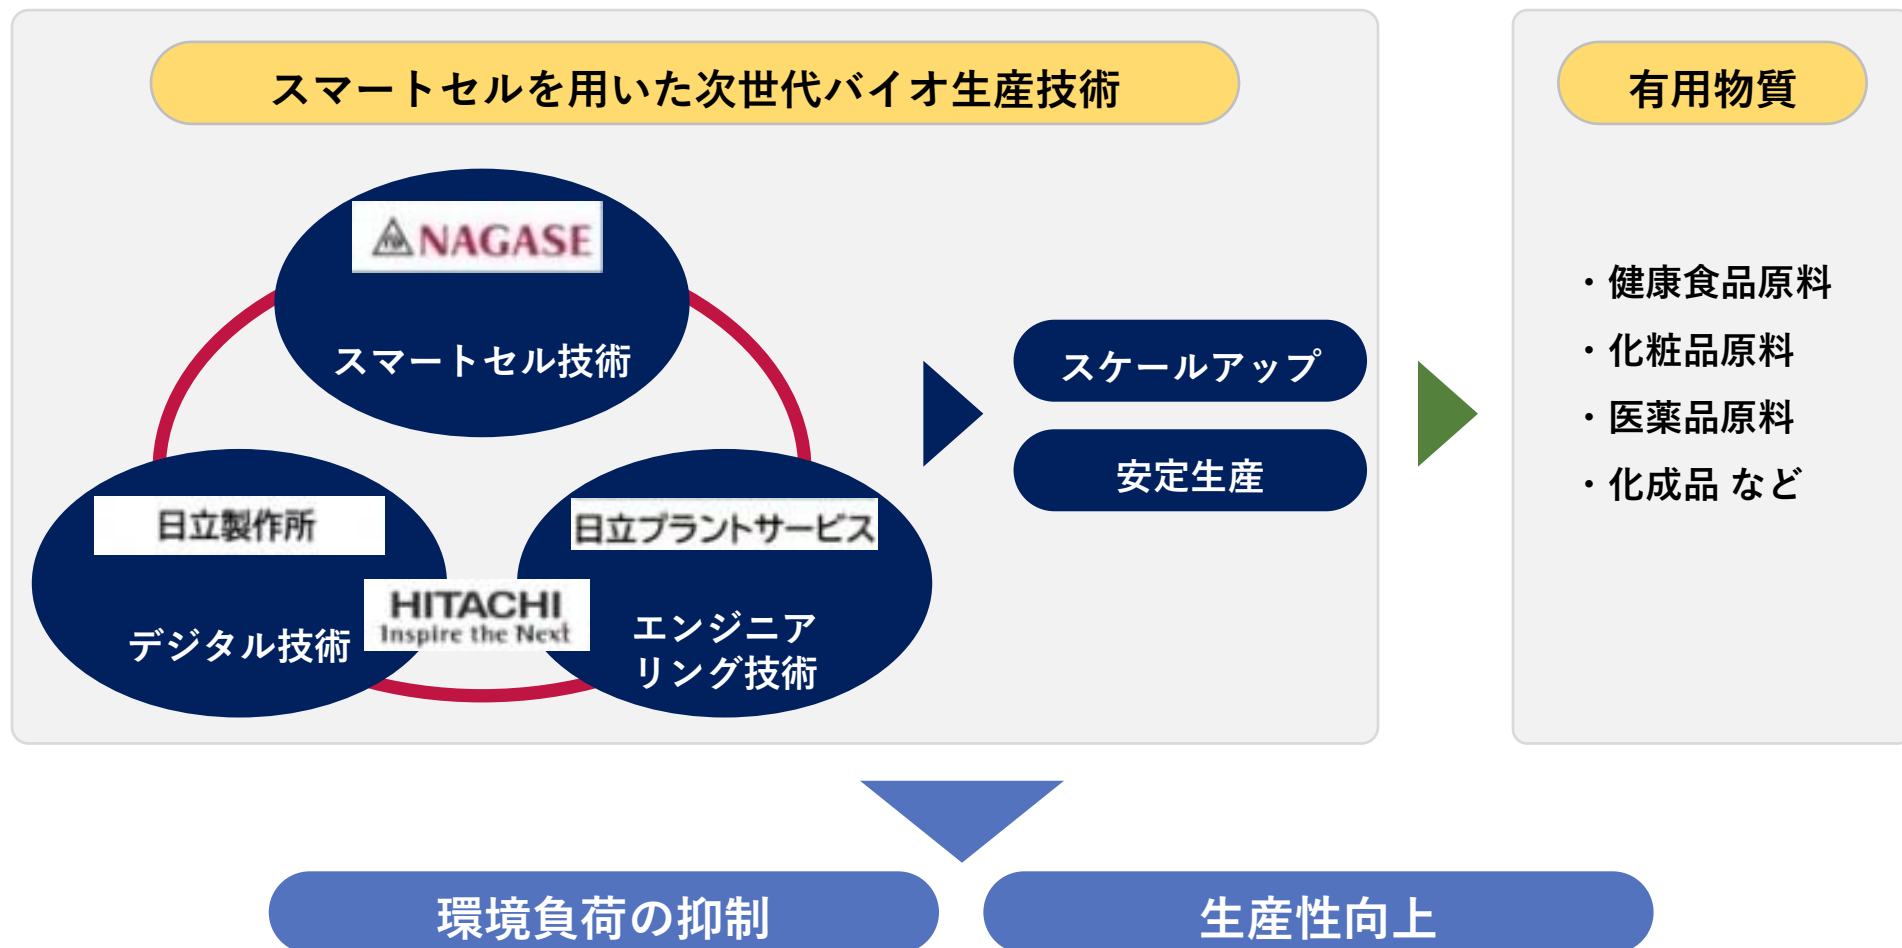 スマートセルを用いた次世代バイオ生産技術
NAGASE
スマートセル技術
日立製作所
デジタル技術
日立プラントサービス
エンジニア
リング技術
HITACHI
Inspire the Next
スケールアップ
安定生産
有用物質
・健康食品原料
・化粧品原料
・医薬品原料
・化成品 など
環境負荷の抑制
生産性向上